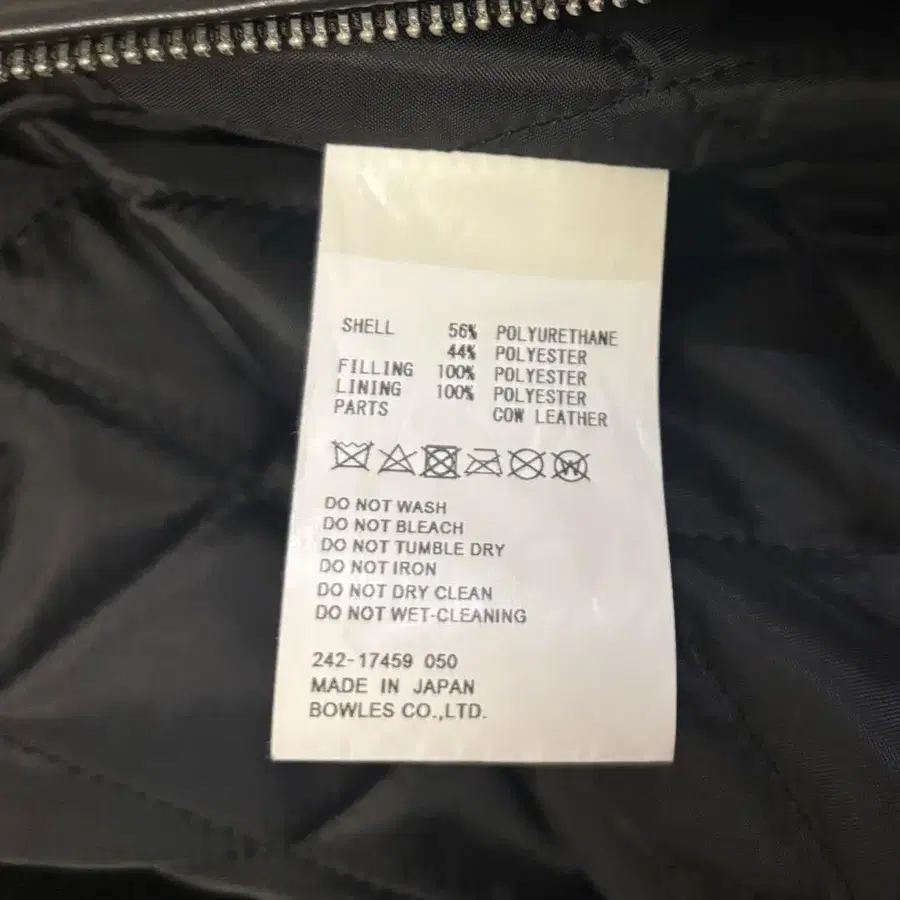 SHELL 56% POLYURETHANE
44% POLYESTER
FILLING 100% POLYESTER
LINING 100% POLYESTER
PARTS COW LEATHER
W
DO NOT WASH
DO NOT BLEACH
DO NOT TUMBLE DRY
DO NOT IRON
DO NOT DRY CLEAN
DO NOT WET-CLEANING
242-17459 050
MADE IN JAPAN
BOWLES CO.,LTD.